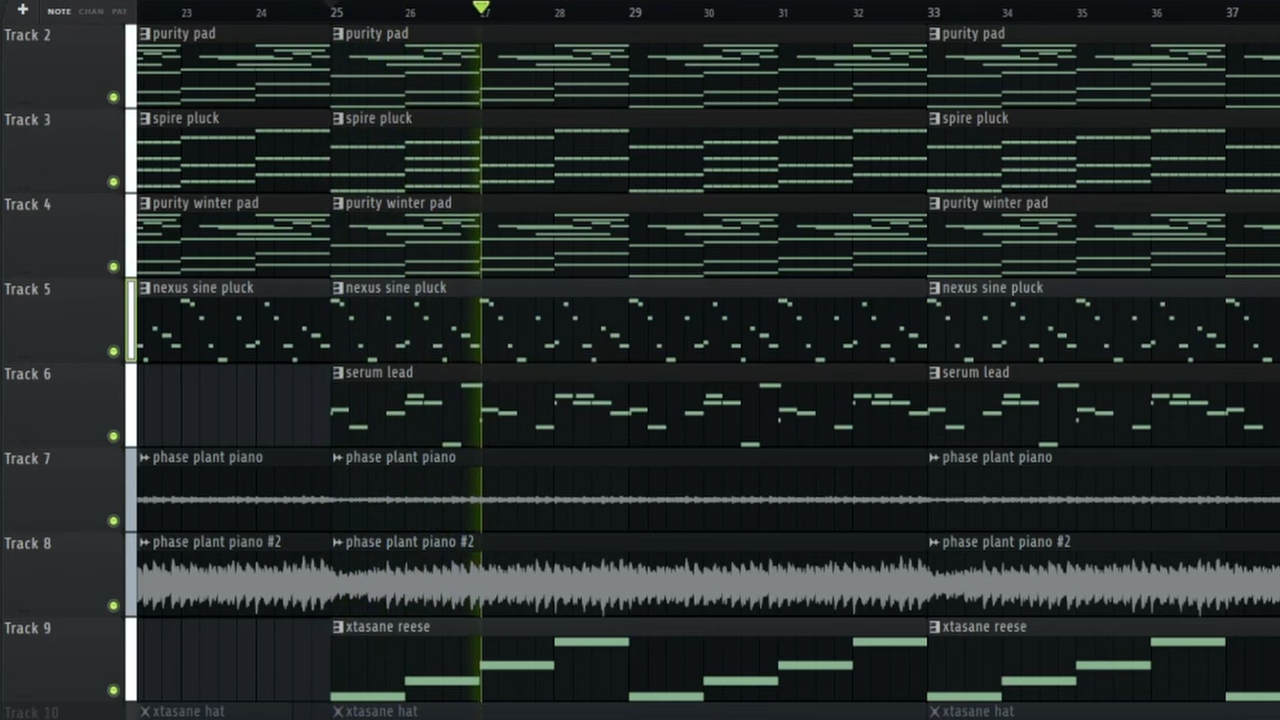 + NOTE CHAN PAT 23 24 25 26 27 28 29 30 31 32 33 34 35 36 37
Track 2 purity pad purity pad purity pad
Track 3 spire pluck spire pluck spire pluck
Track 4 purity winter pad purity winter pad purity winter pad
Track 5 nexus sine pluck nexus sine pluck nexus sine pluck
Track 6 serum lead serum lead
Track 7 phase plant piano phase plant piano phase plant piano
Track 8 phase plant piano #2 phase plant piano #2 phase plant piano #2
Track 9 xtasane reese xtasane reese
Track 10 xtasane hat xtasane hat xtasane hat